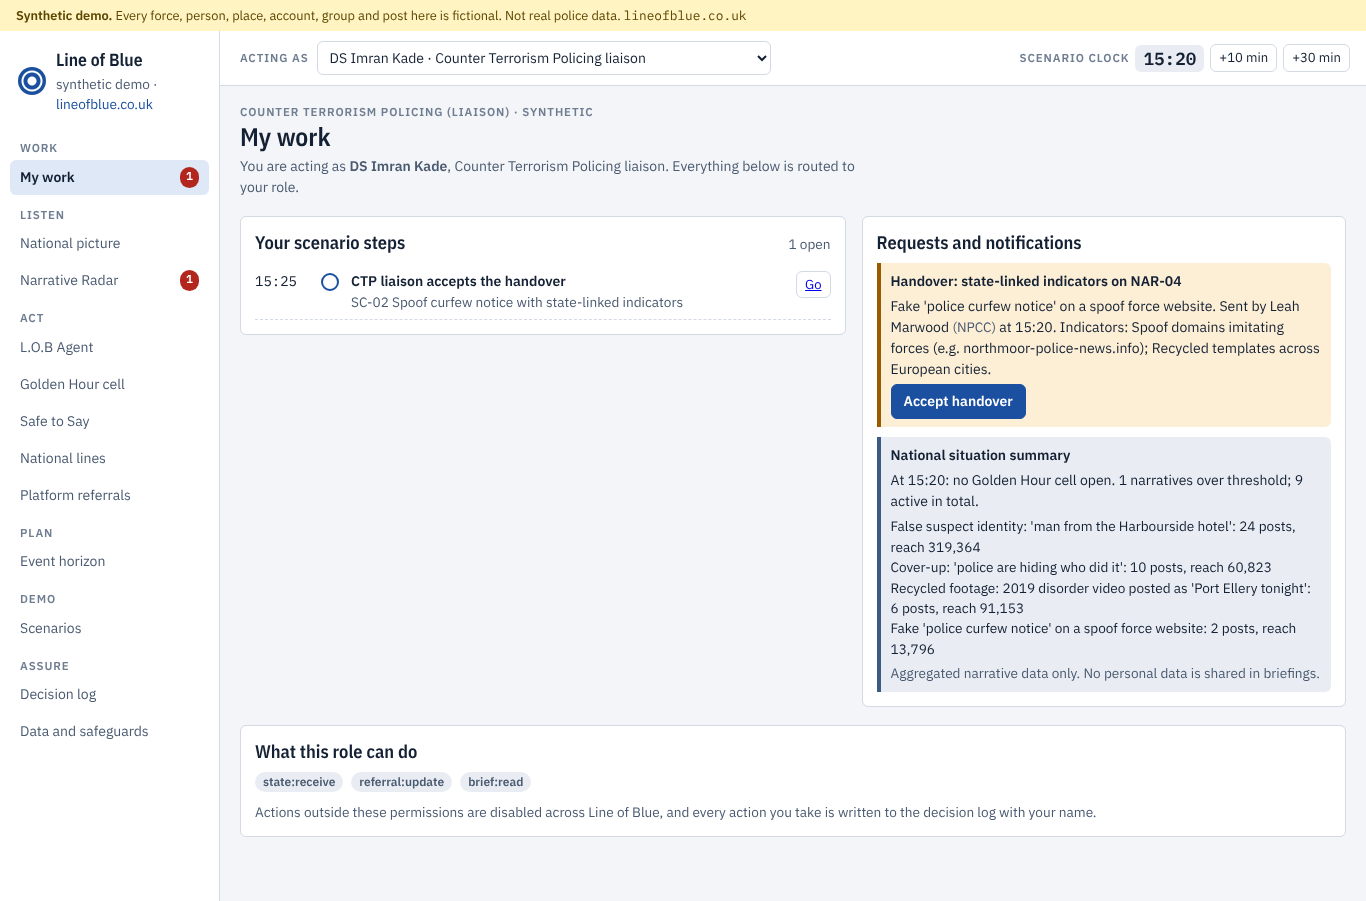 Synthetic demo. Every force, person, place, account, group and post here is fictional. Not real police data. lineofblue.co.uk
Line of Blue
synthetic demo ·
lineofblue.co.uk
WORK
My work 1
LISTEN
National picture
Narrative Radar 1
ACT
L.O.B Agent
Golden Hour cell
Safe to Say
National lines
Platform referrals
PLAN
Event horizon
DEMO
Scenarios
ASSURE
Decision log
Data and safeguards
ACTING AS DS Imran Kade · Counter Terrorism Policing liaison
SCENARIO CLOCK 15:20 +10 min +30 min
COUNTER TERRORISM POLICING (LIAISON) · SYNTHETIC
My work
You are acting as DS Imran Kade, Counter Terrorism Policing liaison. Everything below is routed to
your role.
Your scenario steps 1 open
15:25 CTP liaison accepts the handover Go
SC-02 Spoof curfew notice with state-linked indicators
Requests and notifications
Handover: state-linked indicators on NAR-04
Fake 'police curfew notice' on a spoof force website. Sent by Leah
Marwood (NPCC) at 15:20. Indicators: Spoof domains imitating
forces (e.g. northmoor-police-news.info); Recycled templates across
European cities.
Accept handover
National situation summary
At 15:20: no Golden Hour cell open. 1 narratives over threshold; 9
active in total.
False suspect identity: 'man from the Harbourside hotel': 24 posts,
reach 319,364
Cover-up: 'police are hiding who did it': 10 posts, reach 60,823
Recycled footage: 2019 disorder video posted as 'Port Ellery tonight':
6 posts, reach 91,153
Fake 'police curfew notice' on a spoof force website: 2 posts, reach
13,796
Aggregated narrative data only. No personal data is shared in briefings.
What this role can do
state:receive referral:update brief:read
Actions outside these permissions are disabled across Line of Blue, and every action you take is written to the decision log with your name.